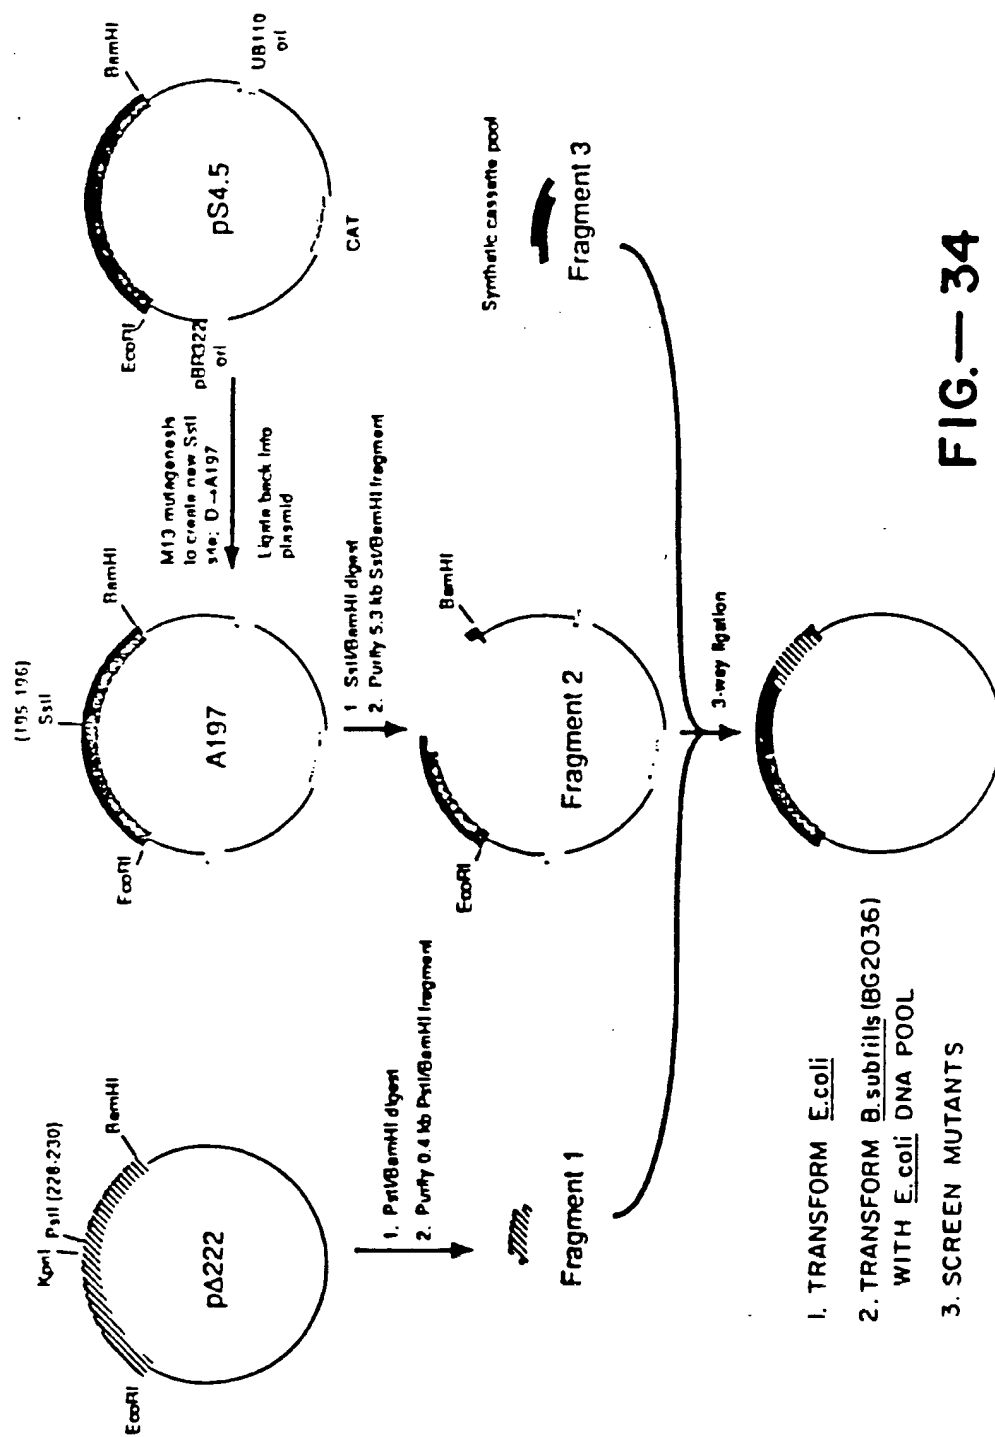 KpnI
PstI (228-230)
EcoRI
BamHI
pΔ222
1. PstI/BamHI digest
2. Purify 0.4 kb PstI/BamHI fragment
Fragment 1
(195-196)
SstI
EcoRI
BamHI
A197
1 SstI/BamHI digest
2. Purify 5.3 kb SstI/BamHI fragment
EcoRI
BamHI
Fragment 2
M13 mutagenesis
to create new SstI
site; D→A197
Ligate back into
plasmid
EcoRI
BamHI
pS4.5
pBR322
ori
UB110
ori
CAT
Synthetic cassette pool
Fragment 3
3-way ligation
1. TRANSFORM E.coli
2. TRANSFORM B.subtilis (BG2036)
WITH E.coli DNA POOL
3. SCREEN MUTANTS
FIG.—34